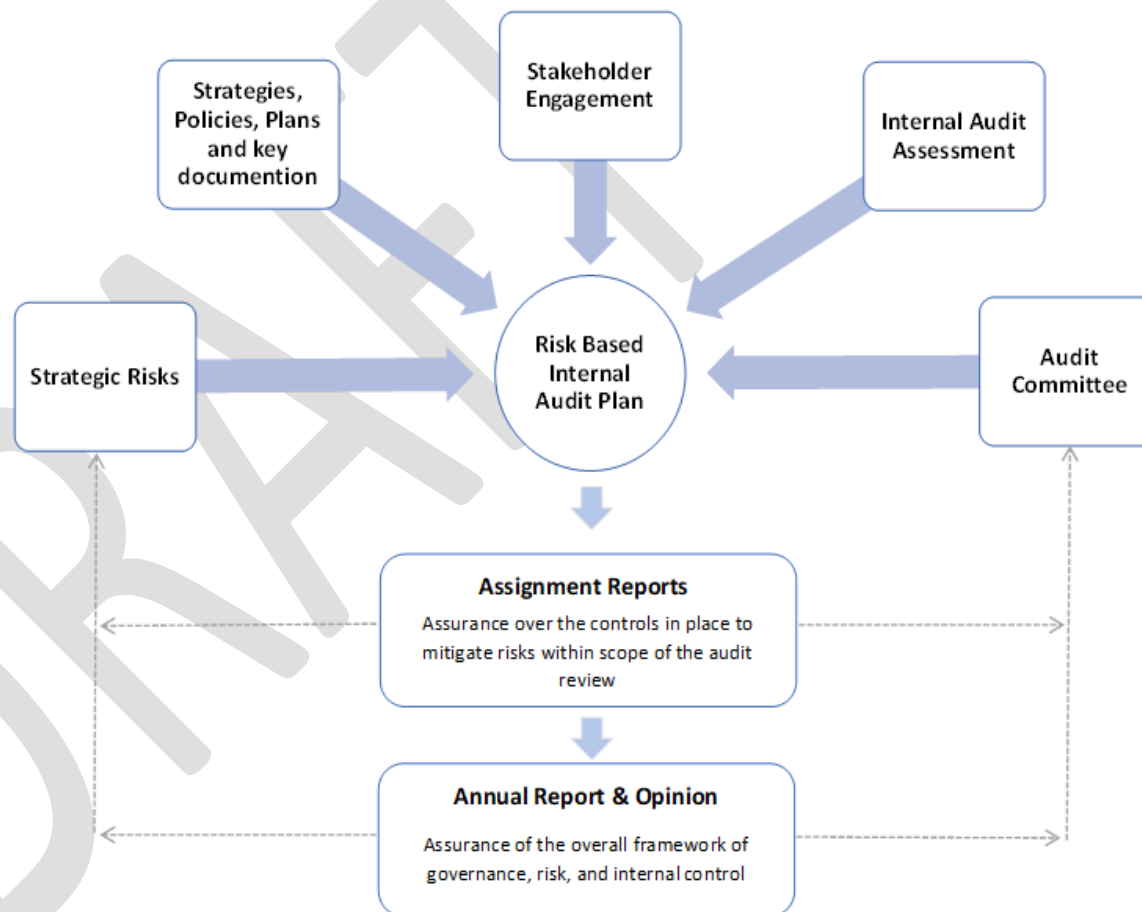 Stakeholder
Engagement
Strategies,
Policies, Plans
and key
documention
Internal Audit
Assessment
Risk Based
Internal
Audit Plan
Strategic Risks
Audit
Committee
Assignment Reports
Assurance over the controls in place to
mitigate risks within scope of the audit
review
Annual Report & Opinion
Assurance of the overall framework of
governance, risk, and internal control
DRAFT